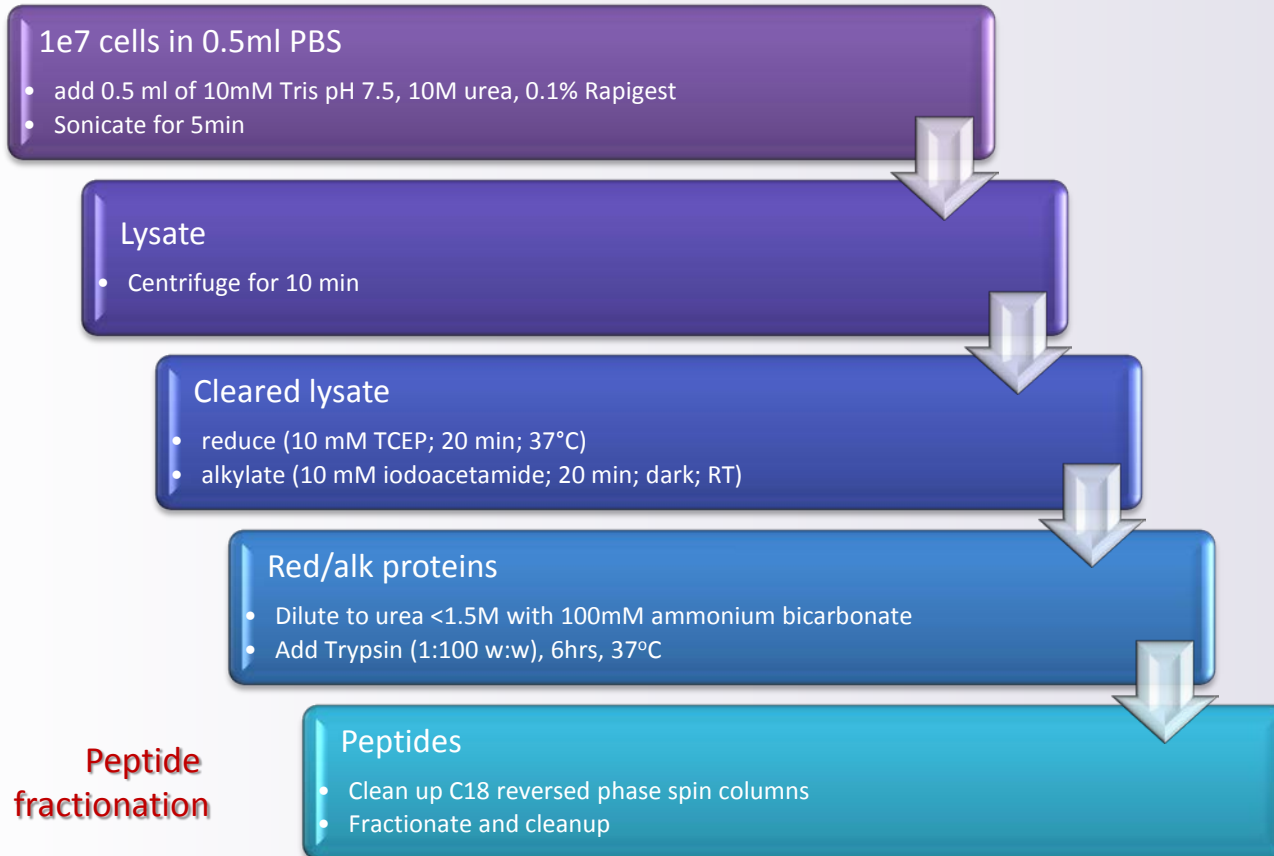 1e7 cells in 0.5ml PBS
• add 0.5 ml of 10mM Tris pH 7.5, 10M urea, 0.1% Rapigest
• Sonicate for 5min
Lysate
• Centrifuge for 10 min
Cleared lysate
• reduce (10 mM TCEP; 20 min; 37°C)
• alkylate (10 mM iodoacetamide; 20 min; dark; RT)
Red/alk proteins
• Dilute to urea <1.5M with 100mM ammonium bicarbonate
• Add Trypsin (1:100 w:w), 6hrs, 37°C
Peptide
fractionation
Peptides
• Clean up C18 reversed phase spin columns
• Fractionate and cleanup